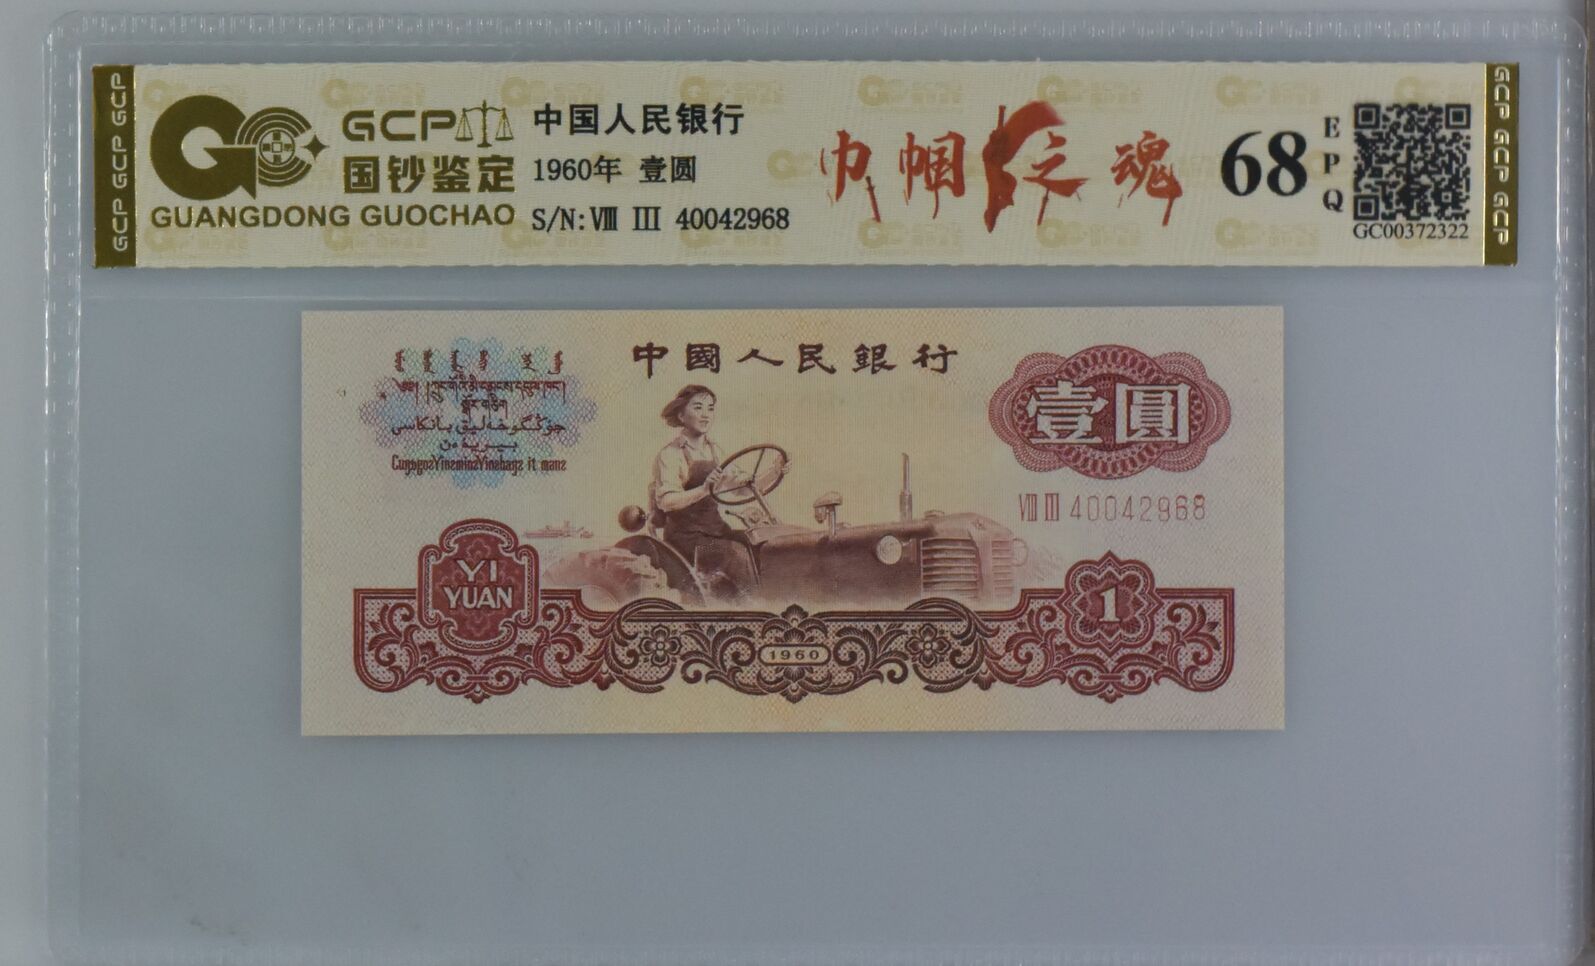 GCP GCP GCP
GCP
国钞鉴定
GUANGDONG GUOCHAO
中国人民银行
1960年 壹圆
S/N:Ⅷ Ⅲ 40042968
巾帼之魂
68
EPQ
GC00372322
GCP GCP GCP
中國人民銀行
壹圓
Ⅷ Ⅲ 40042968
YI
YUAN
1960
1